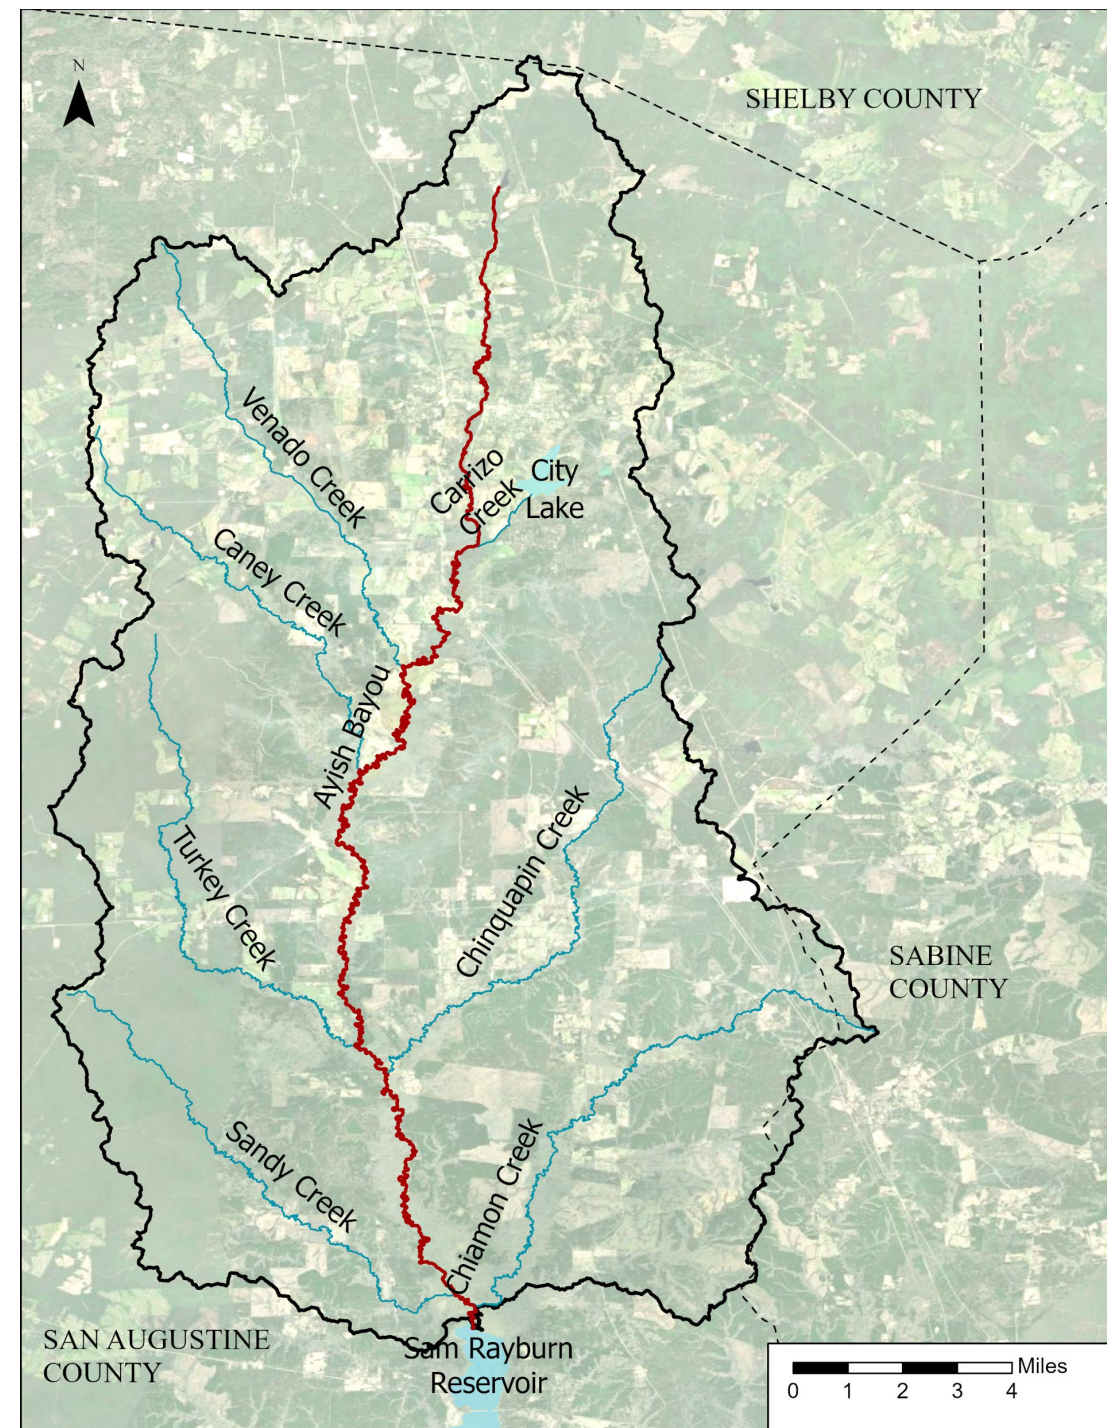 N
SHELBY COUNTY
Venado Creek
Carrizo
Creek
City
Lake
Caney Creek
Ayish Bayou
Turkey Creek
Chinquapin Creek
SABINE
COUNTY
Sandy Creek
Chiamon Creek
SAN AUGUSTINE
COUNTY
Sam Rayburn
Reservoir
Miles
0 1 2 3 4